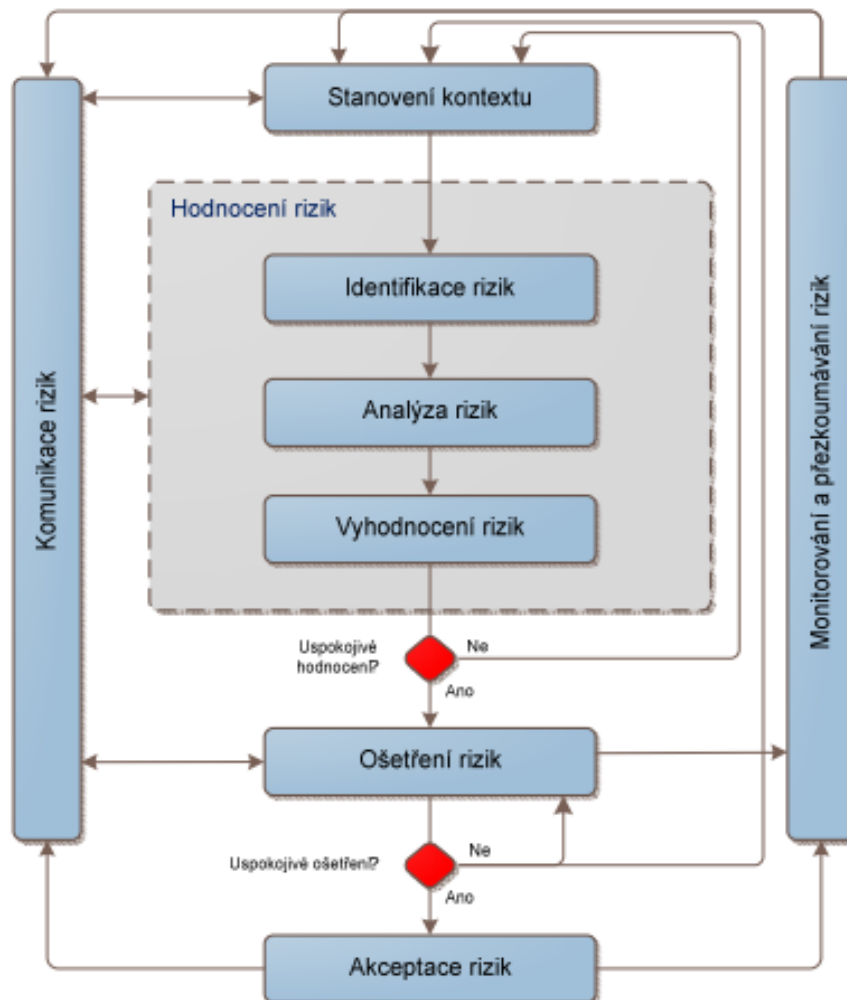 Stanovení kontextu
Hodnocení rizik
Identifikace rizik
Analýza rizik
Vyhodnocení rizik
Komunikace rizik
Monitorování a přezkoumávání rizik
Uspokojivé
hodnocení?
Ne
Ano
Ošetření rizik
Uspokojivé ošetření?
Ne
Ano
Akceptace rizik